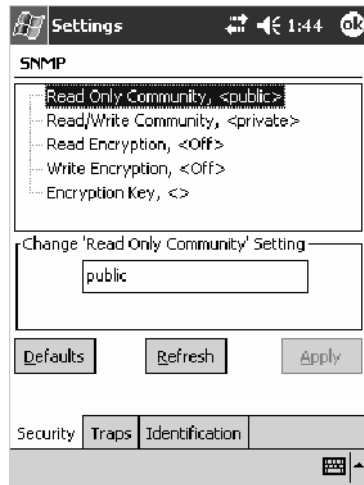 Settings 1:44 ok
SNMP
Read Only Community, <public>
Read/Write Community, <private>
Read Encryption, <Off>
Write Encryption, <Off>
Encryption Key, <>
Change 'Read Only Community' Setting
public
Defaults Refresh Apply
Security Traps Identification